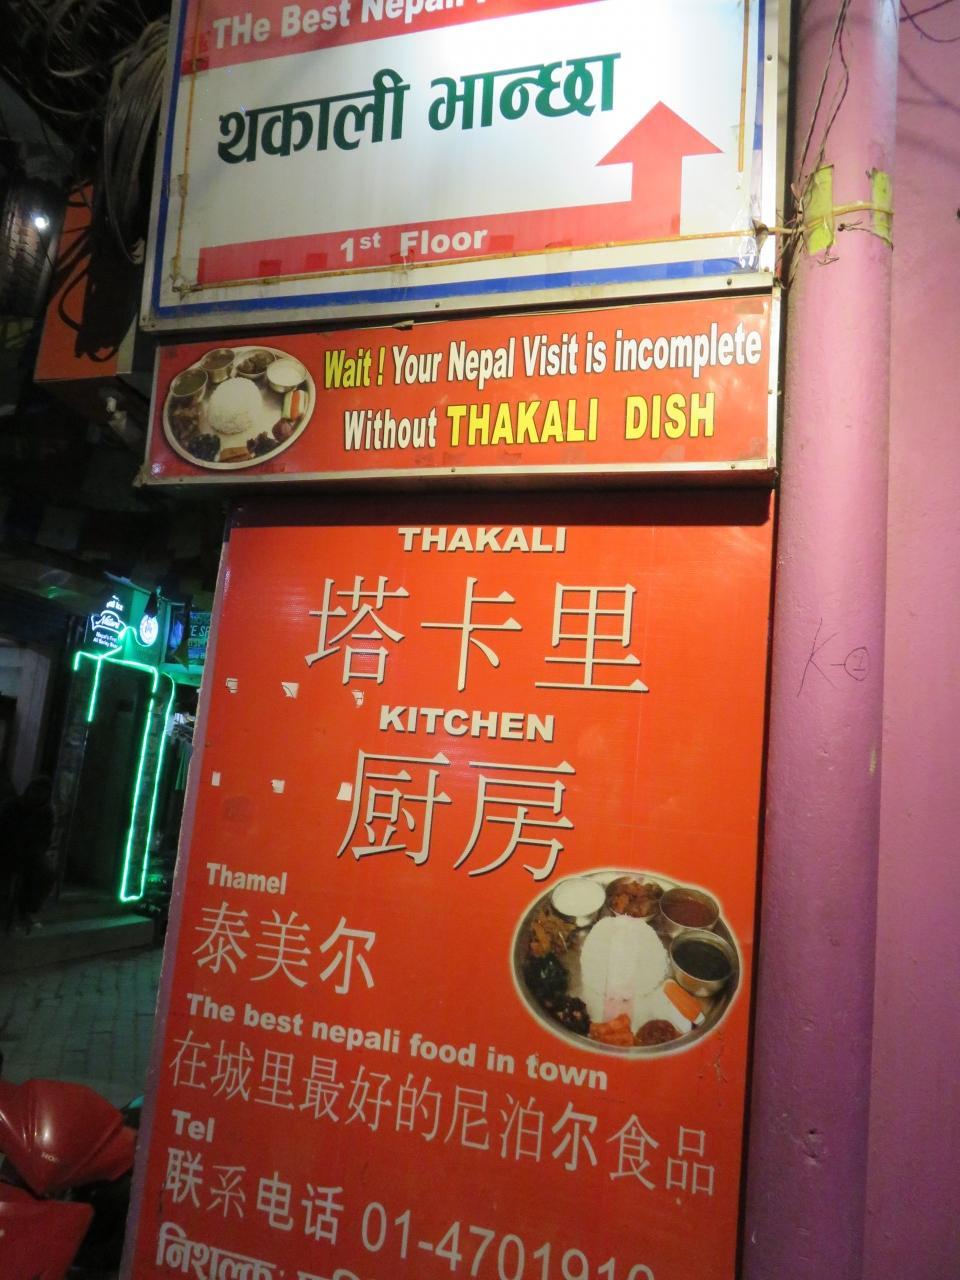 THe Best Nepali
थकाली भान्छा
1st Floor
Wait ! Your Nepal Visit is incomplete
Without THAKALI DISH
THAKALI
塔卡里
KITCHEN
厨房
Thamel
泰美尔
The best nepali food in town
在城里最好的尼泊尔食品
Tel
联系电话 01-4701910
निशुल्क
K-1